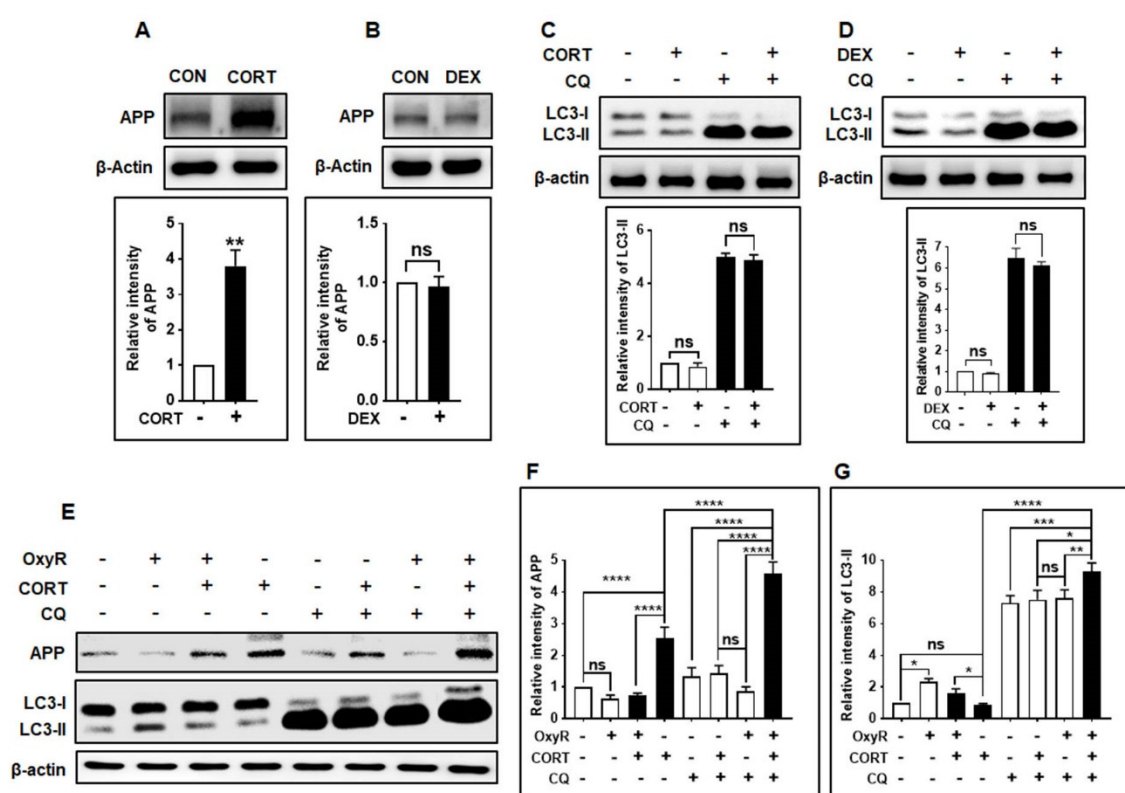 A
CON CORT
APP
β-Actin
Relative intensity
of APP
5
4
3
2
1
0
**
CORT - +
B
CON DEX
APP
β-Actin
Relative intensity
of APP
1.5
1.0
0.5
0.0
ns
DEX - +
C
CORT - + - +
CQ - - + +
LC3-I
LC3-II
β-actin
Relative intensity of LC3-II
6
4
2
0
ns
ns
CORT - + - +
CQ - - + +
D
DEX - + - +
CQ - - + +
LC3-I
LC3-II
β-actin
Relative intensity of LC3-II
7
6
5
4
3
2
1
0
ns
ns
DEX - + - +
CQ - - + +
E
OxyR - + + - - - + +
CORT - - + + - + - +
CQ - - - - + + + +
APP
LC3-I
LC3-II
β-actin
F
Relative intensity of APP
5
4
3
2
1
0
****
****
****
****
****
****
ns
ns
OxyR - + + - - - + +
CORT - - + + - + - +
CQ - - - - + + + +
G
Relative intensity of LC3-II
10
8
6
4
2
0
****
***
*
ns
**
ns
*
*
OxyR - + + - - - + +
CORT - - + + - + - +
CQ - - - - + + + +